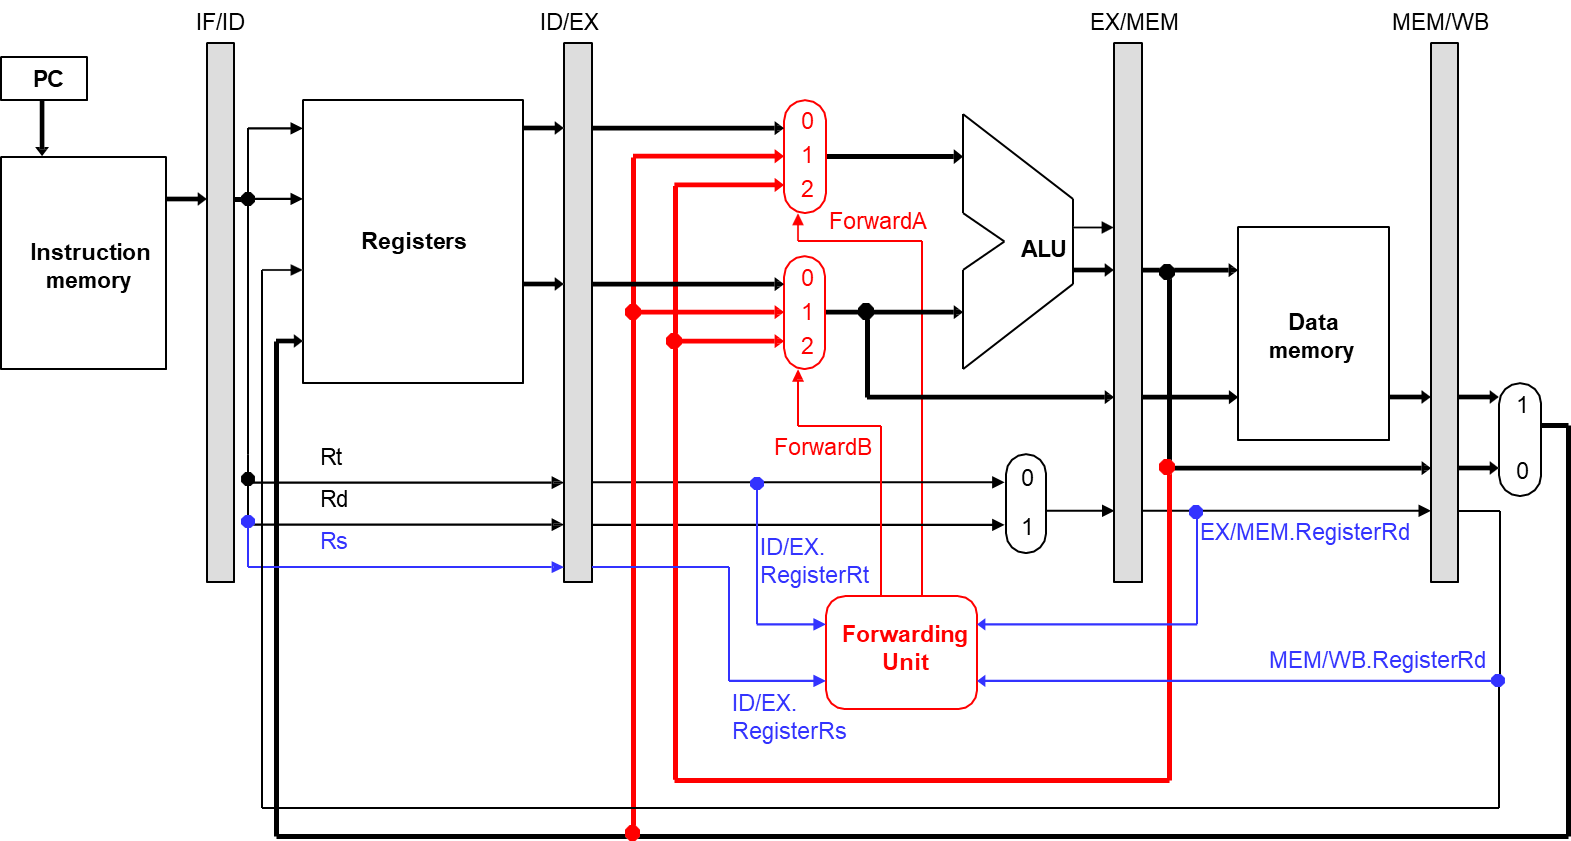 IF/ID
ID/EX
EX/MEM
MEM/WB
PC
0
1
2
ForwardA
Registers
Instruction
memory
ALU
0
1
2
Data
memory
1
0
ForwardB
Rt
Rd
Rs
0
1
ID/EX.
RegisterRt
EX/MEM.RegisterRd
Forwarding
Unit
MEM/WB.RegisterRd
ID/EX.
RegisterRs